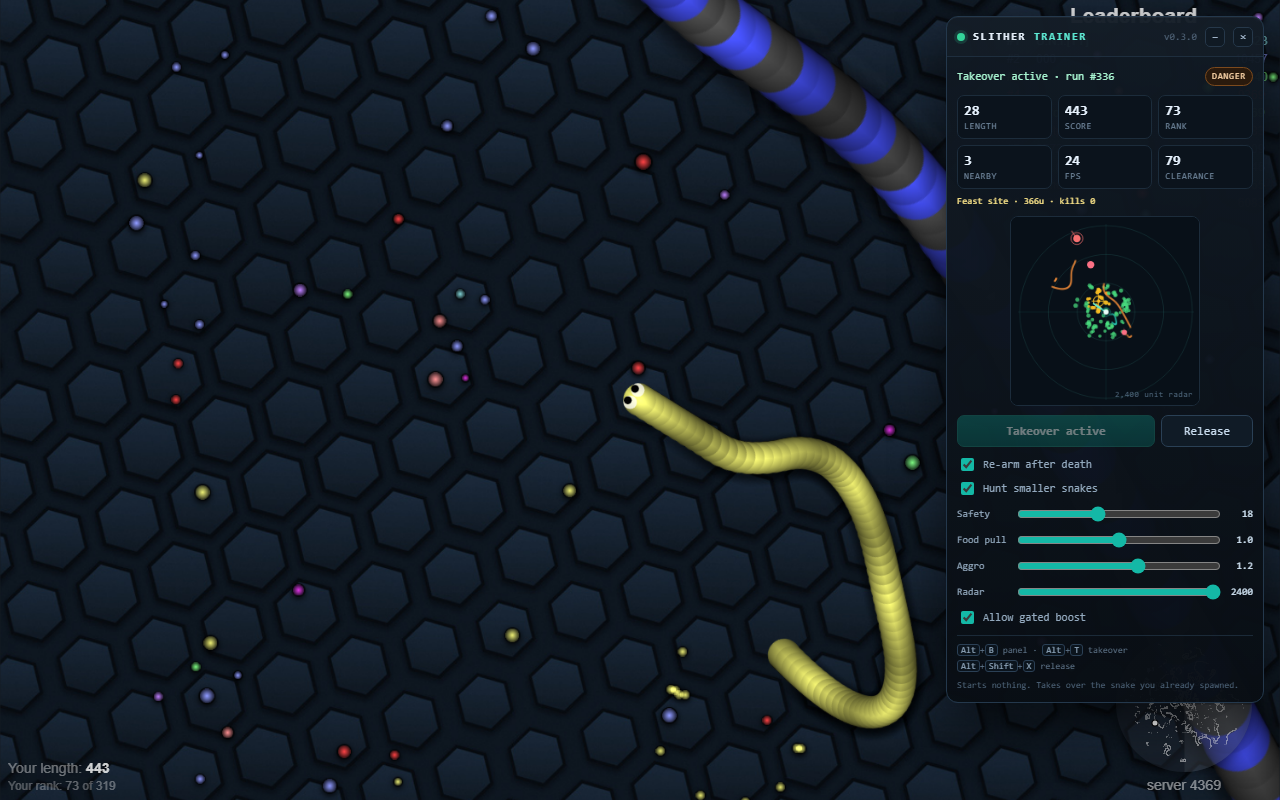 Leaderboard
SLITHER TRAINER v0.3.0 − ×
Takeover active · run #336 DANGER
28 443 73
LENGTH SCORE RANK
3 24 79
NEARBY FPS CLEARANCE
Feast site · 366u · kills 0
2,400 unit radar
Takeover active Release
Re-arm after death
Hunt smaller snakes
Safety 18
Food pull 1.0
Aggro 1.2
Radar 2400
Allow gated boost
Alt+B panel · Alt+T takeover
Alt+Shift+X release
Starts nothing. Takes over the snake you already spawned.
Your length: 443
Your rank: 73 of 319
server 4369